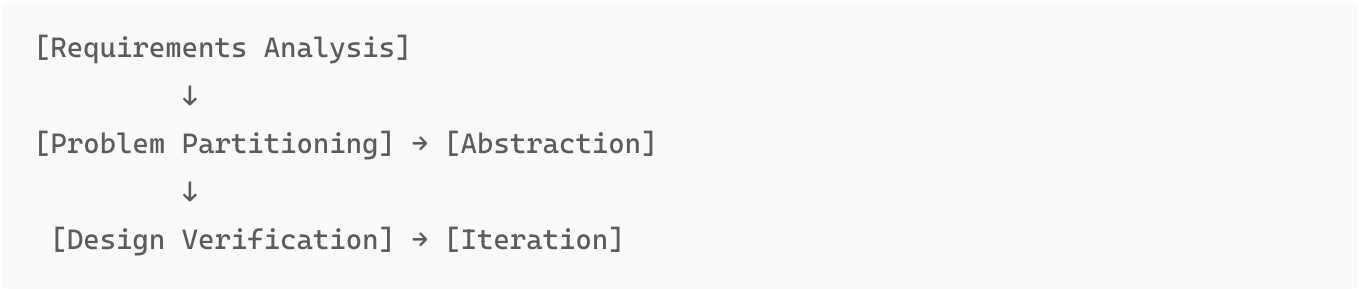 [Requirements Analysis]
↓
[Problem Partitioning] → [Abstraction]
↓
[Design Verification] → [Iteration]